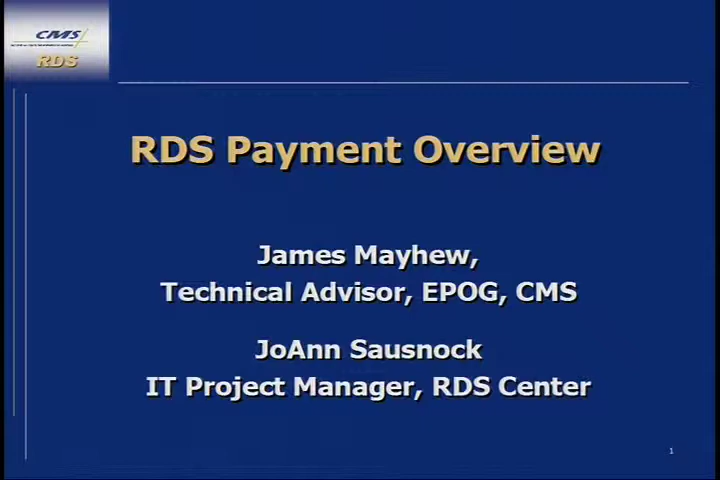 CMS
RDS
RDS Payment Overview
James Mayhew,
Technical Advisor, EPOG, CMS
JoAnn Sausnock
IT Project Manager, RDS Center
1